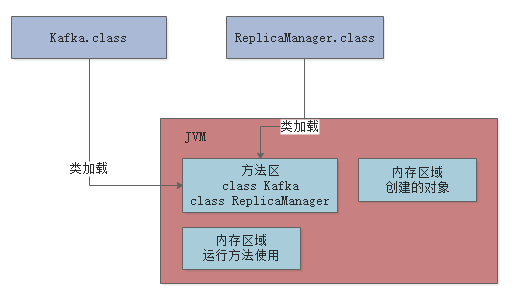 Kafka.class
ReplicaManager.class
类加载
JVM
类加载
方法区
class Kafka
class ReplicaManager
内存区域
创建的对象
内存区域
运行方法使用